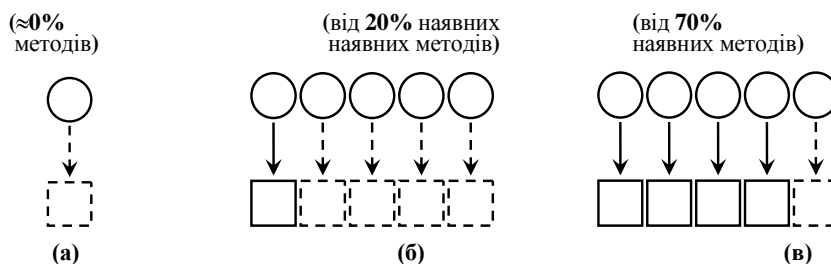 (≈0%
методів)
(від 20% наявних
наявних методів)
(від 70%
наявних методів)
(а)
(б)
(в)